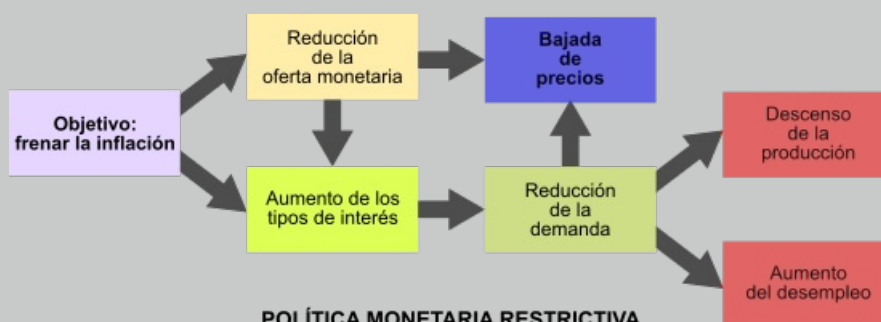 Objetivo:
frenar la inflación
Reducción
de la
oferta monetaria
Bajada
de
precios
Aumento de los
tipos de interés
Reducción
de la
demanda
Descenso
de la
producción
Aumento
del desempleo
POLÍTICA MONETARIA RESTRICTIVA